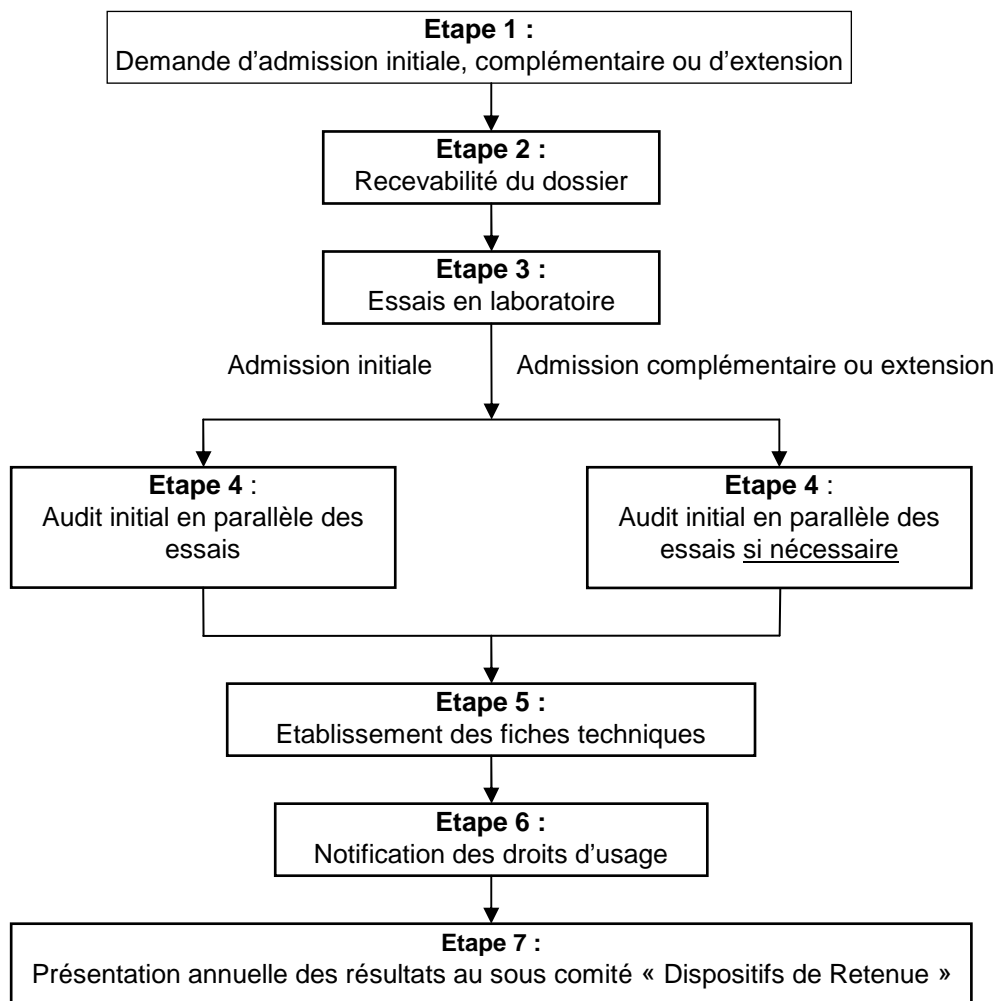 Etape 1 :
Demande d'admission initiale, complémentaire ou d'extension
Etape 2 :
Recevabilité du dossier
Etape 3 :
Essais en laboratoire
Admission initiale
Admission complémentaire ou extension
Etape 4 :
Audit initial en parallèle des
essais
Etape 4 :
Audit initial en parallèle des
essais si nécessaire
Etape 5 :
Etablissement des fiches techniques
Etape 6 :
Notification des droits d'usage
Etape 7 :
Présentation annuelle des résultats au sous comité « Dispositifs de Retenue »